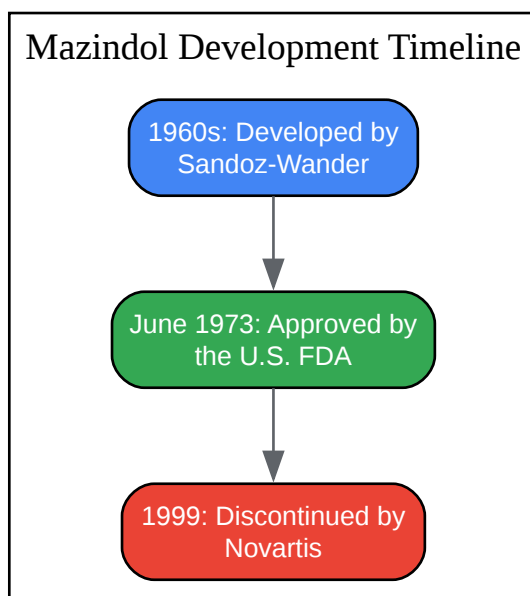 Mazindol Development Timeline
1960s: Developed by
Sandoz-Wander
June 1973: Approved by
the U.S. FDA
1999: Discontinued by
Novartis